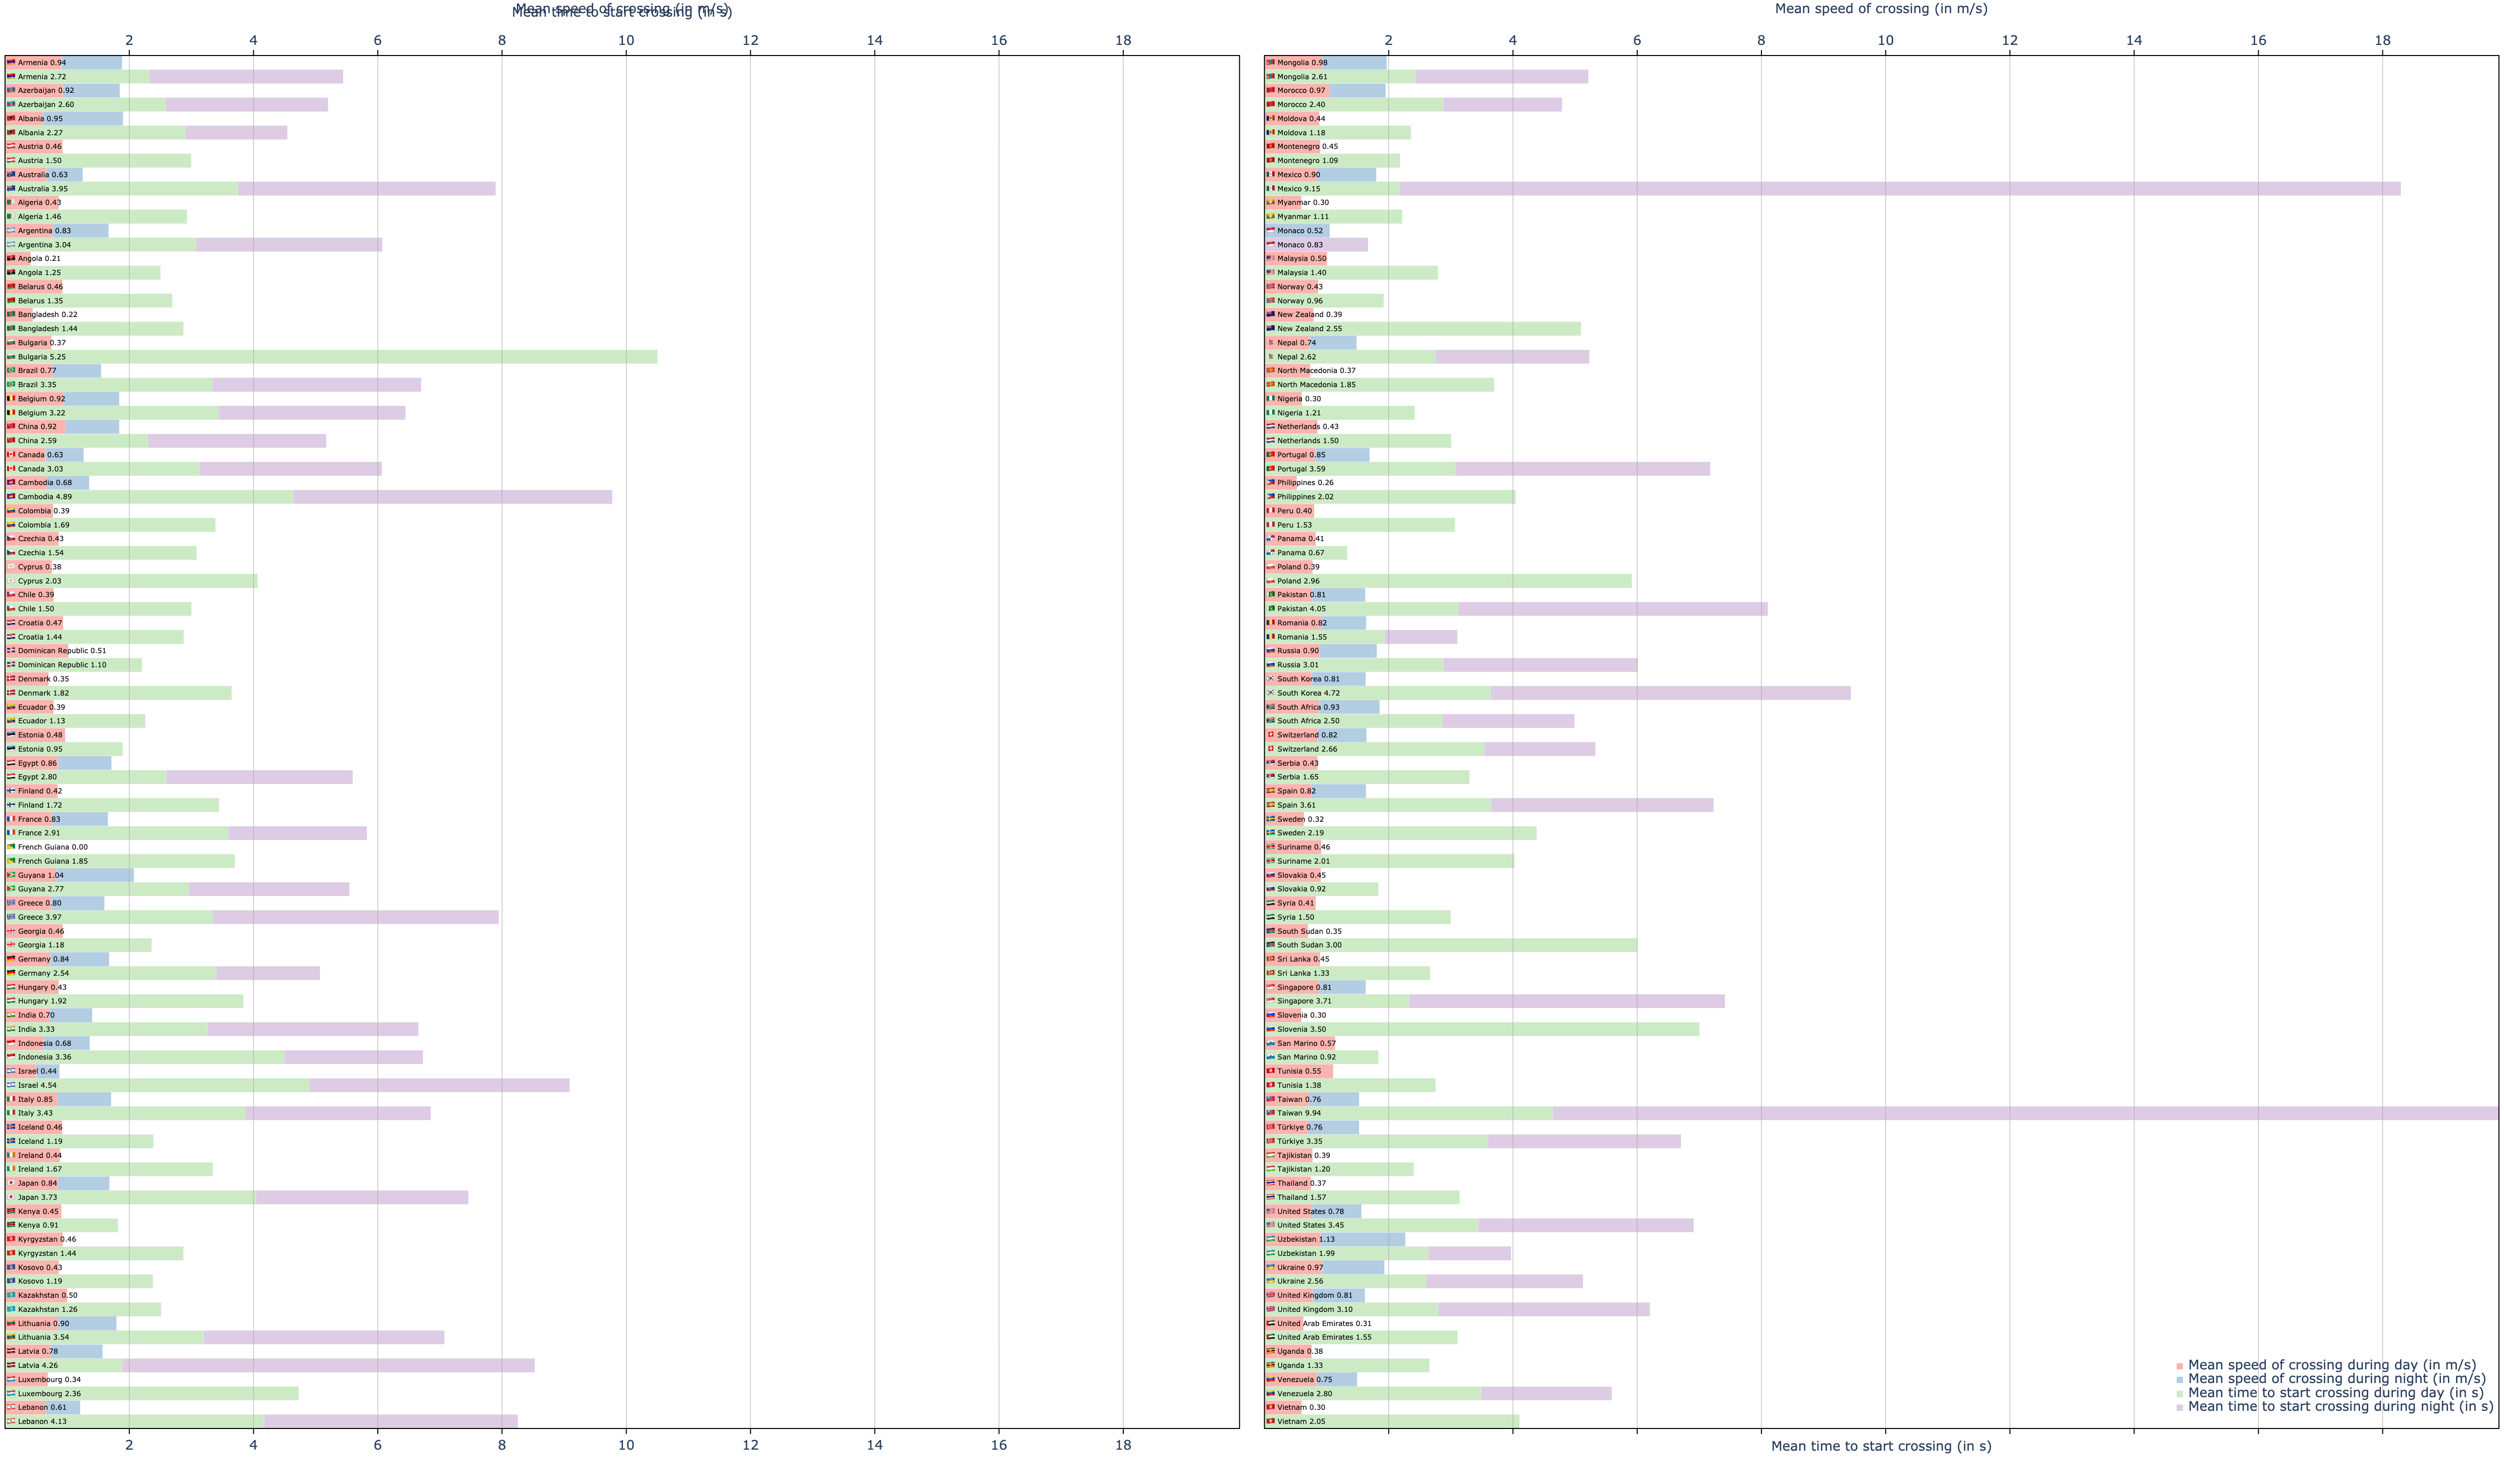 Mean speed of crossing (in m/s)
Mean time to start crossing (in s)
2 4 6 8 10 12 14 16 18
Armenia 0.94
Armenia 2.72
Azerbaijan 0.92
Azerbaijan 2.60
Albania 0.95
Albania 2.27
Austria 0.46
Austria 1.50
Australia 0.63
Australia 3.95
Algeria 0.43
Algeria 1.46
Argentina 0.83
Argentina 3.04
Angola 0.21
Angola 1.25
Belarus 0.46
Belarus 1.35
Bangladesh 0.22
Bangladesh 1.44
Bulgaria 0.37
Bulgaria 5.25
Brazil 0.77
Brazil 3.35
Belgium 0.92
Belgium 3.22
China 0.92
China 2.59
Canada 0.63
Canada 3.03
Cambodia 0.68
Cambodia 4.89
Colombia 0.39
Colombia 1.69
Czechia 0.43
Czechia 1.54
Cyprus 0.38
Cyprus 2.03
Chile 0.39
Chile 1.50
Croatia 0.47
Croatia 1.44
Dominican Republic 0.51
Dominican Republic 1.10
Denmark 0.35
Denmark 1.82
Ecuador 0.39
Ecuador 1.13
Estonia 0.48
Estonia 0.95
Egypt 0.86
Egypt 2.80
Finland 0.42
Finland 1.72
France 0.83
France 2.91
French Guiana 0.00
French Guiana 1.85
Guyana 1.04
Guyana 2.77
Greece 0.80
Greece 3.97
Georgia 0.46
Georgia 1.18
Germany 0.84
Germany 2.54
Hungary 0.43
Hungary 1.92
India 0.70
India 3.33
Indonesia 0.68
Indonesia 3.36
Israel 0.44
Israel 4.54
Italy 0.85
Italy 3.43
Iceland 0.46
Iceland 1.19
Ireland 0.44
Ireland 1.67
Japan 0.84
Japan 3.73
Kenya 0.45
Kenya 0.91
Kyrgyzstan 0.46
Kyrgyzstan 1.44
Kosovo 0.43
Kosovo 1.19
Kazakhstan 0.50
Kazakhstan 1.26
Lithuania 0.90
Lithuania 3.54
Latvia 0.78
Latvia 4.26
Luxembourg 0.34
Luxembourg 2.36
Lebanon 0.61
Lebanon 4.13
2 4 6 8 10 12 14 16 18
Mean speed of crossing (in m/s)
2 4 6 8 10 12 14 16 18
Mongolia 0.98
Mongolia 2.61
Morocco 0.97
Morocco 2.40
Moldova 0.44
Moldova 1.18
Montenegro 0.45
Montenegro 1.09
Mexico 0.90
Mexico 9.15
Myanmar 0.30
Myanmar 1.11
Monaco 0.52
Monaco 0.83
Malaysia 0.50
Malaysia 1.40
Norway 0.43
Norway 0.96
New Zealand 0.39
New Zealand 2.55
Nepal 0.74
Nepal 2.62
North Macedonia 0.37
North Macedonia 1.85
Nigeria 0.30
Nigeria 1.21
Netherlands 0.43
Netherlands 1.50
Portugal 0.85
Portugal 3.59
Philippines 0.26
Philippines 2.02
Peru 0.40
Peru 1.53
Panama 0.41
Panama 0.67
Poland 0.39
Poland 2.96
Pakistan 0.81
Pakistan 4.05
Romania 0.82
Romania 1.55
Russia 0.90
Russia 3.01
South Korea 0.81
South Korea 4.72
South Africa 0.93
South Africa 2.50
Switzerland 0.82
Switzerland 2.66
Serbia 0.43
Serbia 1.65
Spain 0.82
Spain 3.61
Sweden 0.32
Sweden 2.19
Suriname 0.46
Suriname 2.01
Slovakia 0.45
Slovakia 0.92
Syria 0.41
Syria 1.50
South Sudan 0.35
South Sudan 3.00
Sri Lanka 0.45
Sri Lanka 1.33
Singapore 0.81
Singapore 3.71
Slovenia 0.30
Slovenia 3.50
San Marino 0.57
San Marino 0.92
Tunisia 0.55
Tunisia 1.38
Taiwan 0.76
Taiwan 9.94
Türkiye 0.76
Türkiye 3.35
Tajikistan 0.39
Tajikistan 1.20
Thailand 0.37
Thailand 1.57
United States 0.78
United States 3.45
Uzbekistan 1.13
Uzbekistan 1.99
Ukraine 0.97
Ukraine 2.56
United Kingdom 0.81
United Kingdom 3.10
United Arab Emirates 0.31
United Arab Emirates 1.55
Uganda 0.38
Uganda 1.33
Venezuela 0.75
Venezuela 2.80
Vietnam 0.30
Vietnam 2.05
Mean speed of crossing during day (in m/s)
Mean speed of crossing during night (in m/s)
Mean time to start crossing during day (in s)
Mean time to start crossing during night (in s)
Mean time to start crossing (in s)